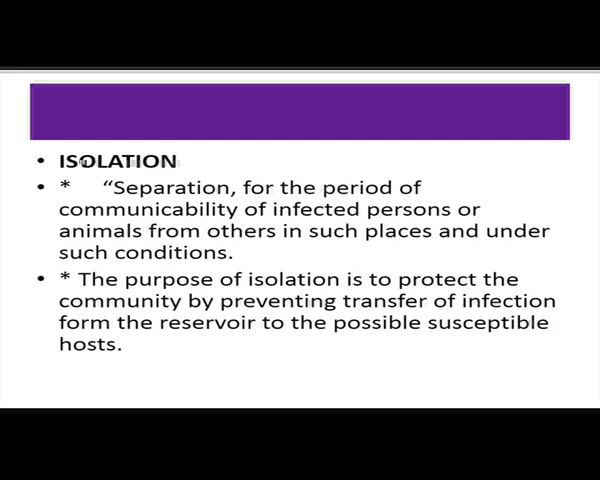 • ISOLATION
• * “Separation, for the period of
communicability of infected persons or
animals from others in such places and under
such conditions.
• * The purpose of isolation is to protect the
community by preventing transfer of infection
form the reservoir to the possible susceptible
hosts.